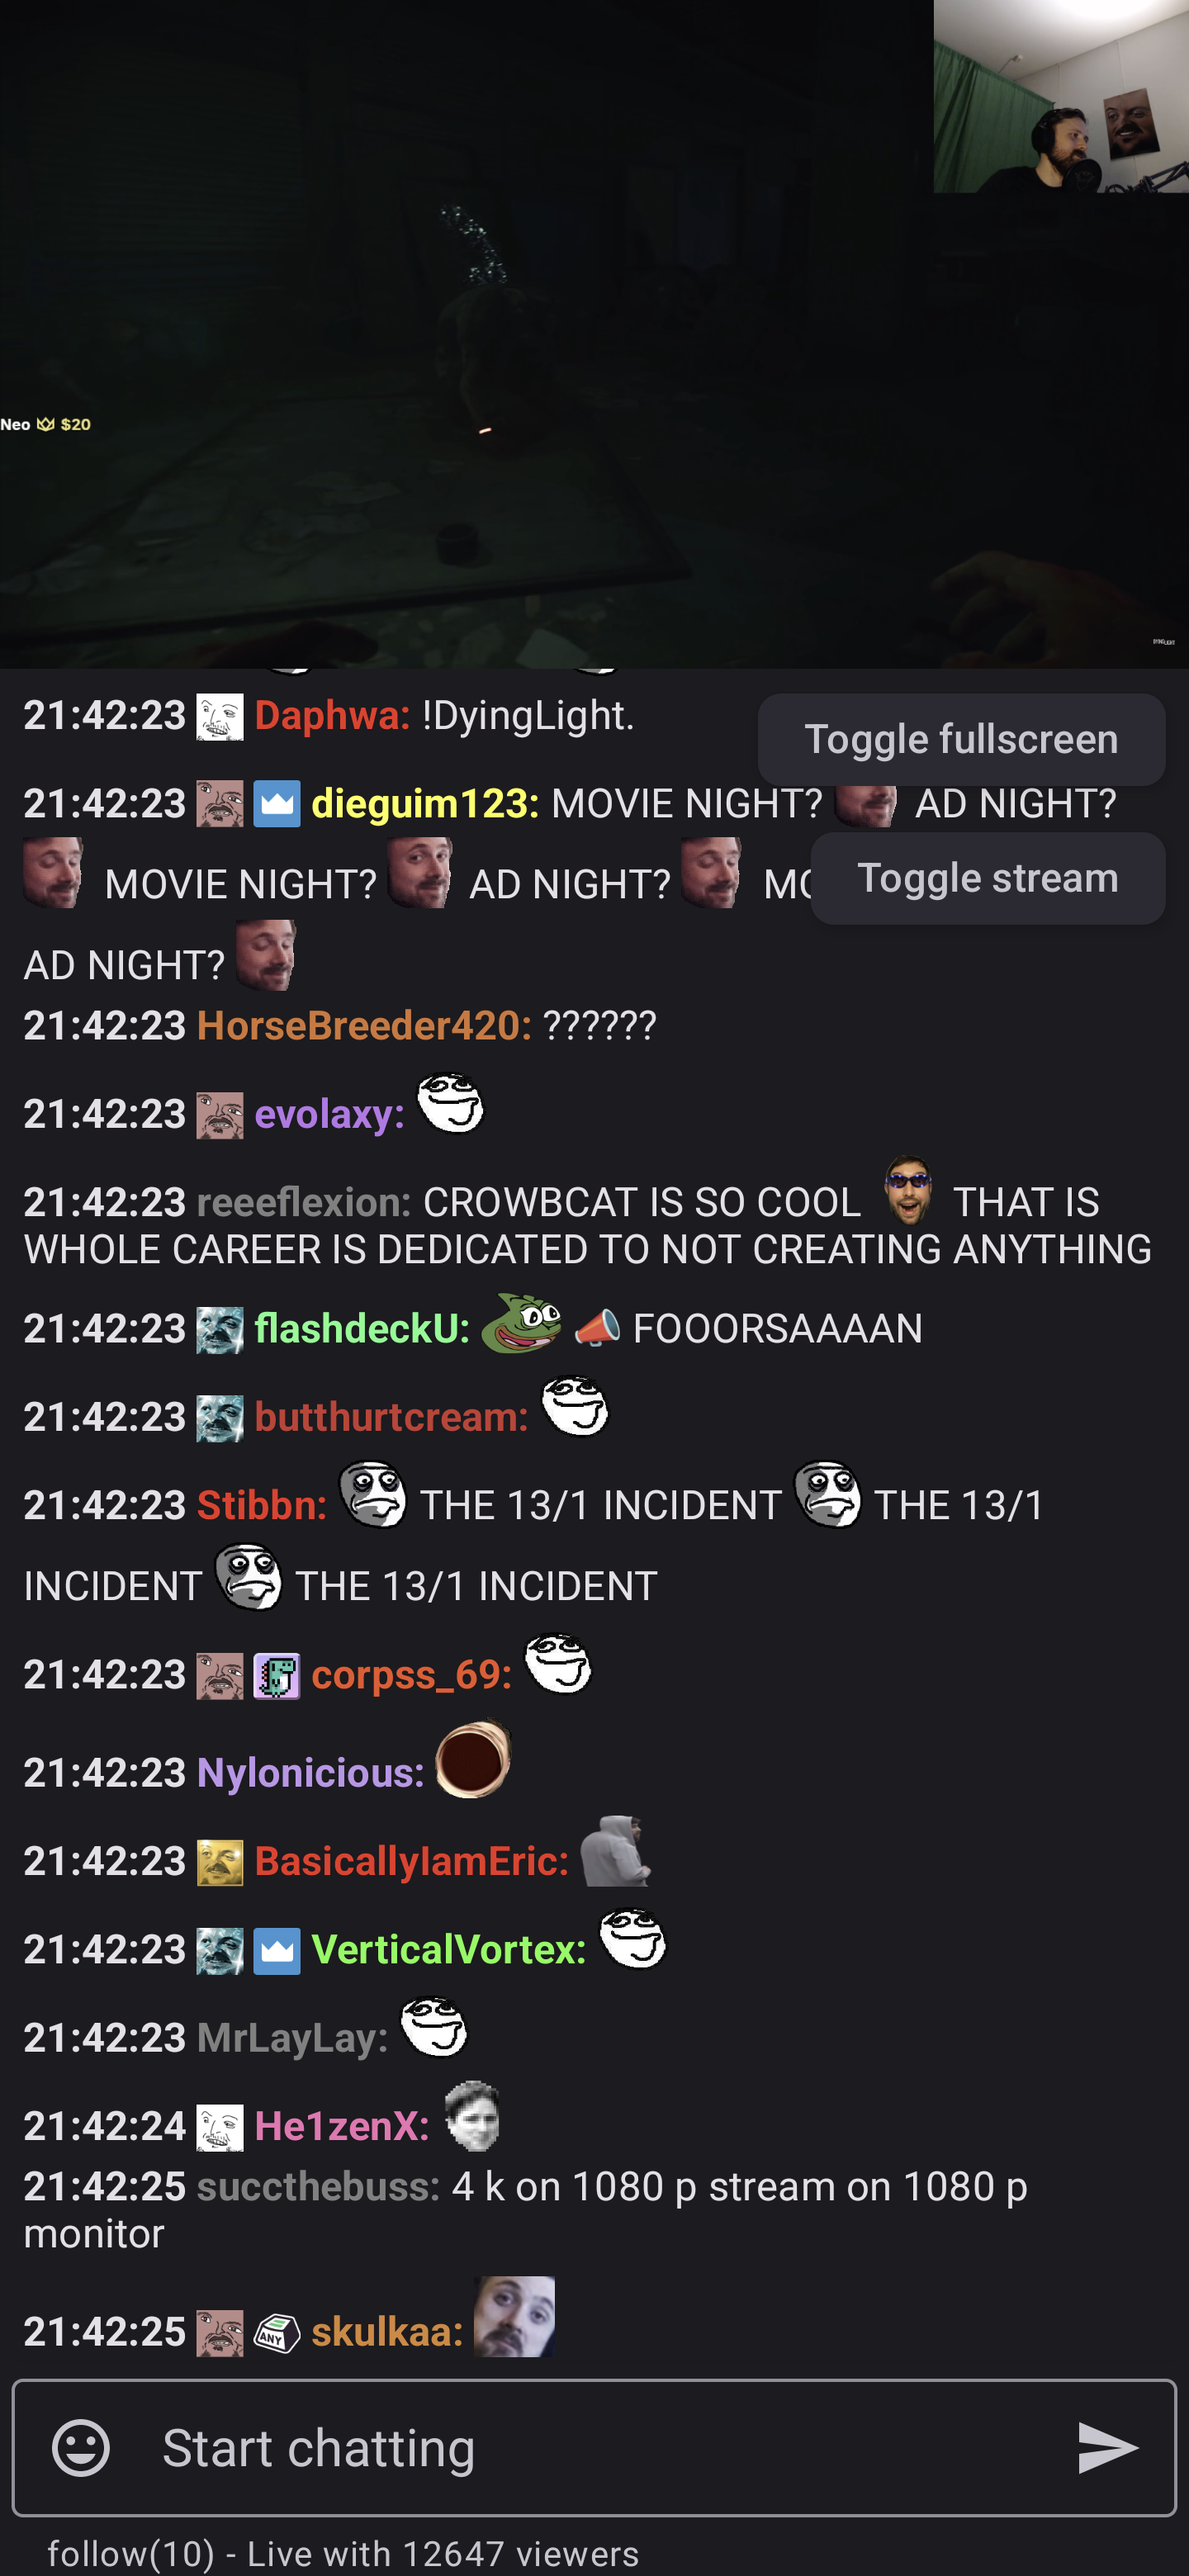 Neo $20
DYING LIGHT
21:42:23 Daphwa: !DyingLight.
Toggle fullscreen
21:42:23 dieguim123: MOVIE NIGHT? AD NIGHT?
MOVIE NIGHT? AD NIGHT?
Toggle stream
AD NIGHT?
21:42:23 HorseBreeder420: ??????
21:42:23 evolaxy:
21:42:23 reeeflexion: CROWBCAT IS SO COOL THAT IS
WHOLE CAREER IS DEDICATED TO NOT CREATING ANYTHING
21:42:23 flashdeckU: FOOORSAAAAN
21:42:23 butthurtcream:
21:42:23 Stibbn: THE 13/1 INCIDENT THE 13/1
INCIDENT THE 13/1 INCIDENT
21:42:23 corpss_69:
21:42:23 Nylonicious:
21:42:23 BasicallyIamEric:
21:42:23 VerticalVortex:
21:42:23 MrLayLay:
21:42:24 He1zenX:
21:42:25 succthebuss: 4 k on 1080 p stream on 1080 p
monitor
21:42:25 ANY skulkaa:
Start chatting
follow(10) - Live with 12647 viewers